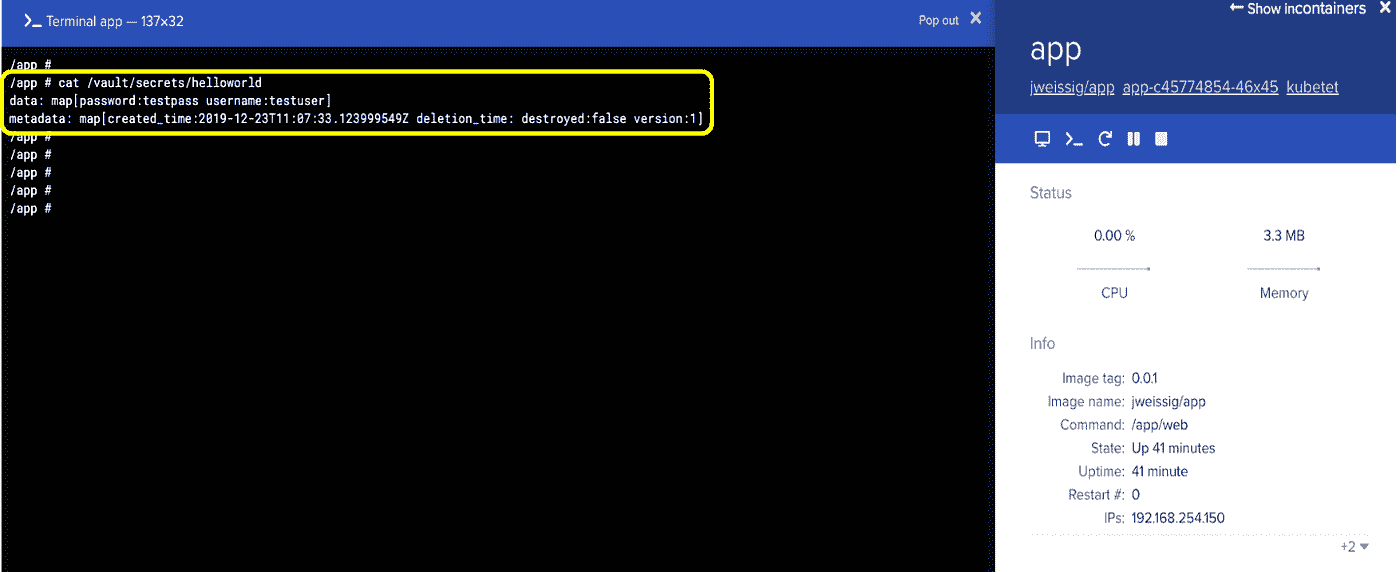 >_ Terminal app — 137×32
Pop out ×
/app #
/app # cat /vault/secrets/helloworld
data: map[password:testpass username:testuser]
metadata: map[created_time:2019-12-23T11:07:33.123999549Z deletion_time: destroyed:false version:1]
/app #
/app #
/app #
/app #
/app #
← Show incontainers ×
app
jweissig/app app-c45774854-46x45 kubetet
Status
0.00 % 3.3 MB
CPU Memory
Info
Image tag: 0.0.1
Image name: jweissig/app
Command: /app/web
State: Up 41 minutes
Uptime: 41 minute
Restart #: 0
IPs: 192.168.254.150
+2